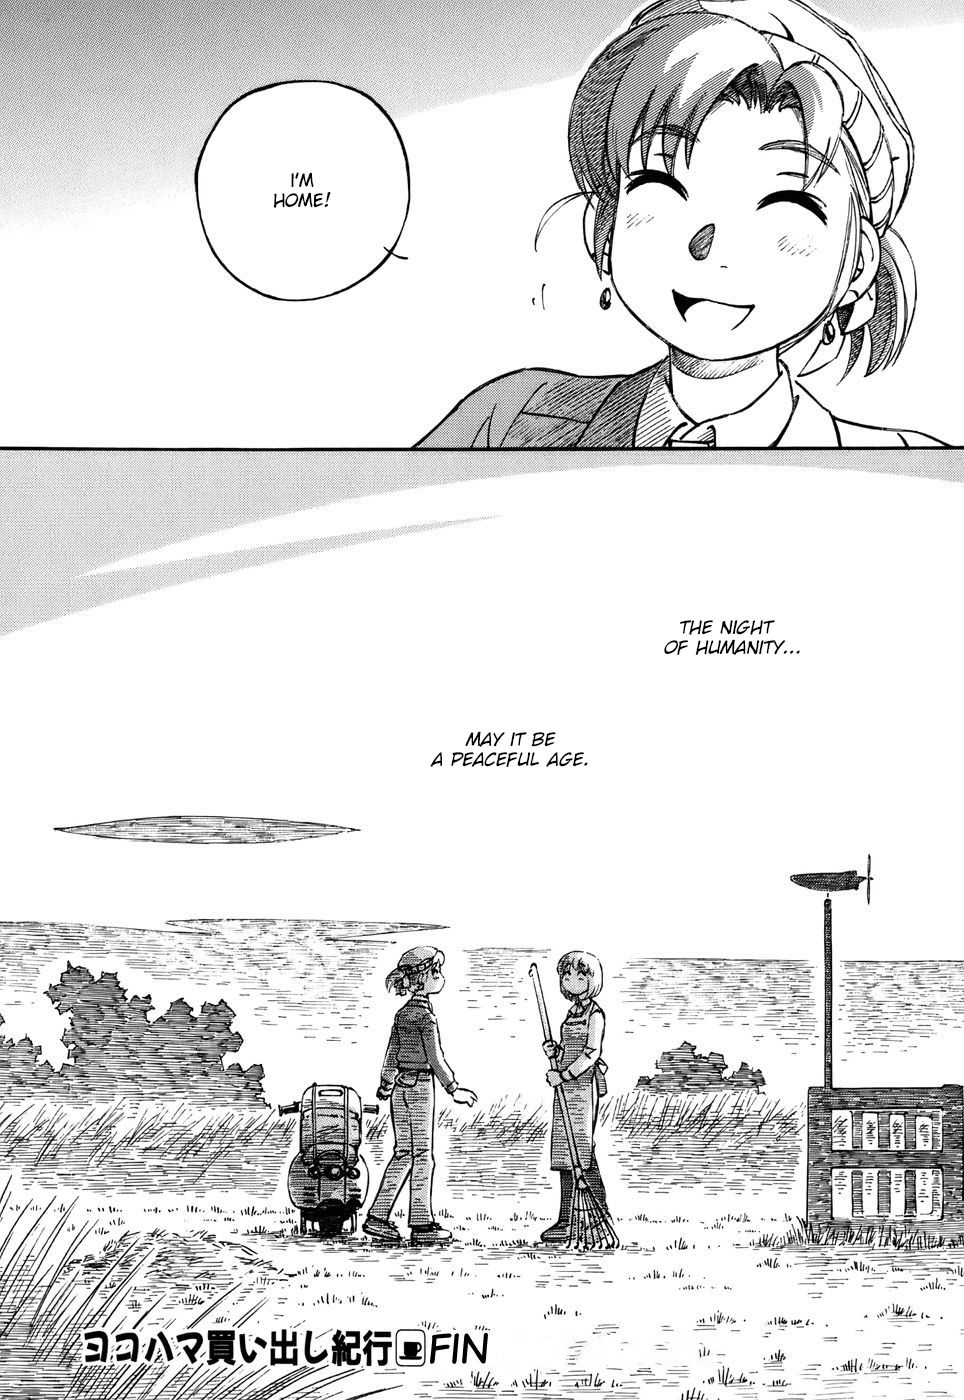 I'M
HOME!
THE NIGHT
OF HUMANITY...
MAY IT BE
A PEACEFUL AGE.
ヨコハマ買い出し紀行 FIN